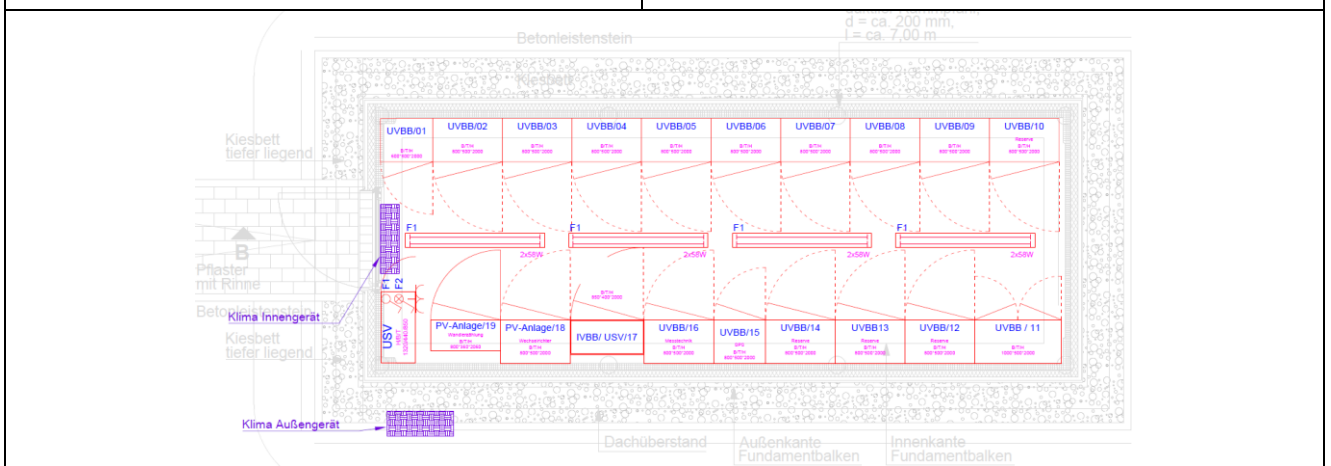 d = ca. 200 mm,
l = ca. 7,00 m
Betonleistenstein
Kiesbett
Kiesbett
tiefer liegend
UVBB/01
UVBB/02
UVBB/03
UVBB/04
UVBB/05
UVBB/06
UVBB/07
UVBB/08
UVBB/09
UVBB/10
Reserve
B/T/H
B/T/H
B/T/H
B/T/H
B/T/H
B/T/H
B/T/H
B/T/H
B/T/H
B/T/H
F1
F1
F1
F1
2x58W
2x58W
2x58W
2x58W
B
Pflaster
mit Rinne
Betonleistenstein
Klima Innengerät
Kiesbett
tiefer liegend
F1
F2
USV
B/T/H
PV-Anlage/19
B/T/H
PV-Anlage/18
Wechselrichter
B/T/H
IVBB/ USV/17
UVBB/16
Haustechnik
B/T/H
UVBB/15
B/T/H
UVBB/14
Reserve
B/T/H
UVBB13
Reserve
B/T/H
UVBB/12
Reserve
B/T/H
UVBB / 11
B/T/H
Klima Außengerät
Dachüberstand
Außenkante
Fundamentbalken
Innenkante
Fundamentbalken